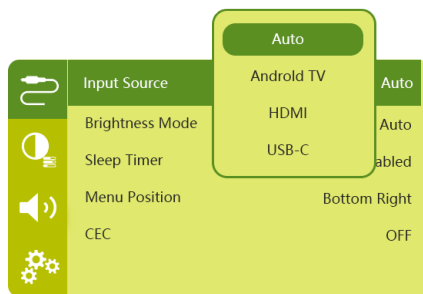 Auto
Androld TV
HDMI
USB-C
Input Source Auto
Brightness Mode Auto
Sleep Timer abled
Menu Position Bottom Right
CEC OFF